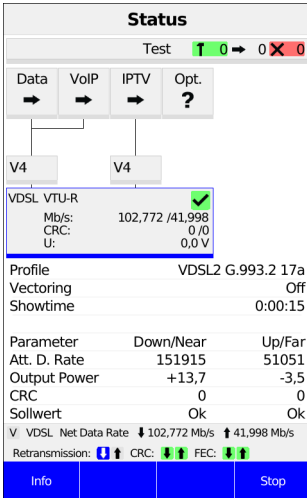 Status
Test 0 0 0
Data VoIP IPTV Opt.
?
V4 V4
VDSL VTU-R
Mb/s: 102,772 /41,998
CRC: 0 /0
U: 0,0 V
Profile VDSL2 G.993.2 17a
Vectoring Off
Showtime 0:00:15
Parameter Down/Near Up/Far
Att. D. Rate 151915 51051
Output Power +13,7 -3,5
CRC 0 0
Sollwert Ok Ok
V VDSL Net Data Rate 102,772 Mb/s 41,998 Mb/s
Retransmission: CRC: FEC:
Info Stop